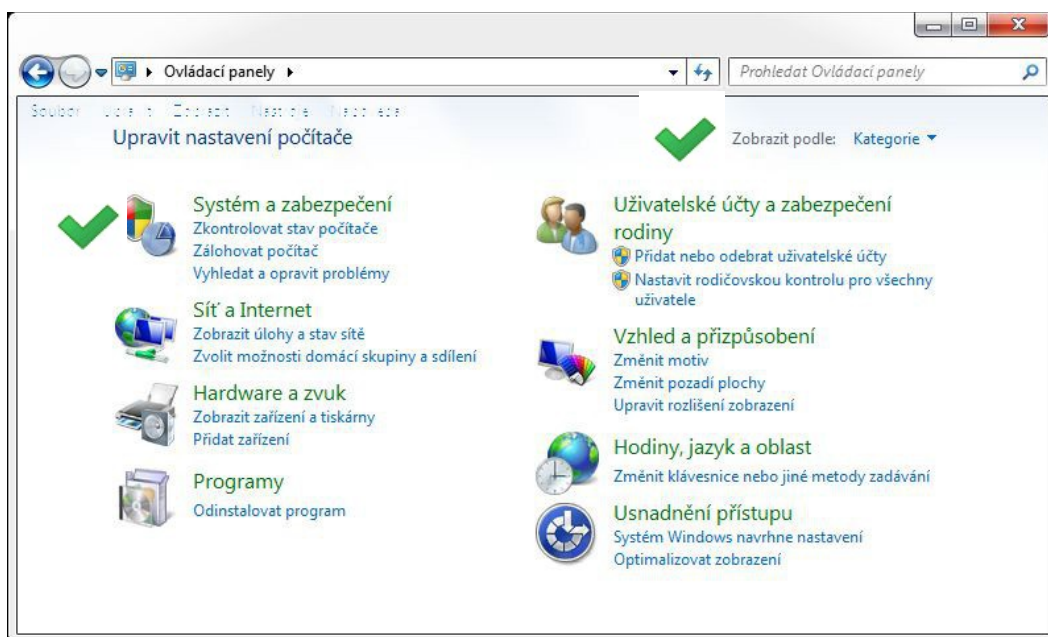 Ovládací panely
Prohledat Ovládací panely
Soubor
Upravit nastavení počítače
Zobrazit podle: Kategorie
Systém a zabezpečení
Zkontrolovat stav počítače
Zálohovat počítač
Vyhledat a opravit problémy
Síť a Internet
Zobrazit úlohy a stav sítě
Zvolit možnosti domácí skupiny a sdílení
Hardware a zvuk
Zobrazit zařízení a tiskárny
Přidat zařízení
Programy
Odinstalovat program
Uživatelské účty a zabezpečení
rodiny
Přidat nebo odebrat uživatelské účty
Nastavit rodičovskou kontrolu pro všechny
uživatele
Vzhled a přizpůsobení
Změnit motiv
Změnit pozadí plochy
Upravit rozlišení zobrazení
Hodiny, jazyk a oblast
Změnit klávesnice nebo jiné metody zadávání
Usnadnění přístupu
Systém Windows navrhne nastavení
Optimalizovat zobrazení